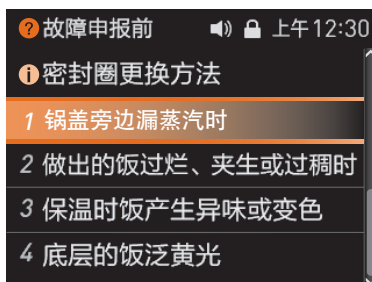 ?故障申报前 上午12:30
i密封圈更换方法
1 锅盖旁边漏蒸汽时
2 做出的饭过烂、夹生或过稠时
3 保温时饭产生异味或变色
4 底层的饭泛黄光